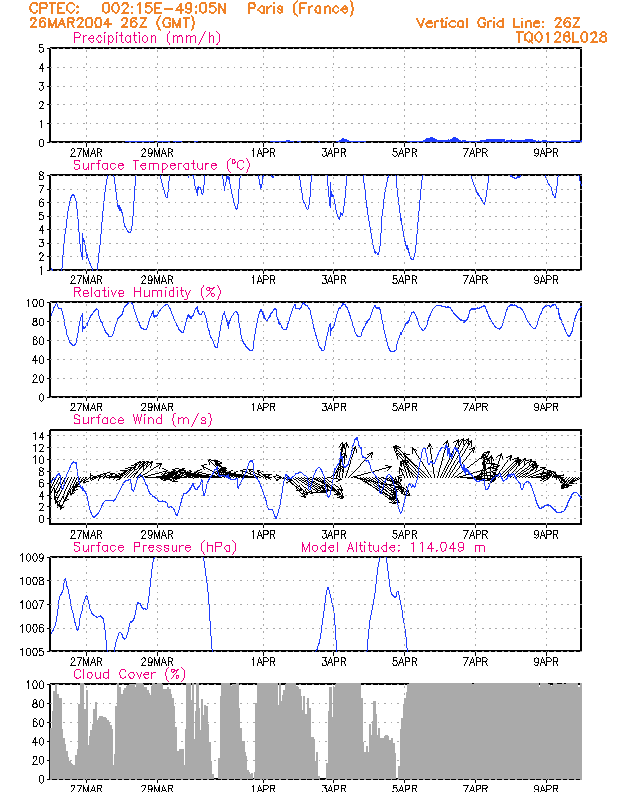 CPTEC: 002:15E-49:05N Paris (France)
26MAR2004 26Z (GMT) Vertical Grid Line: 26Z
Precipitation (mm/h) TQ0126L028
5
4
3
2
1
0
27MAR 29MAR 1APR 3APR 5APR 7APR 9APR
Surface Temperature (ºC)
8
7
6
5
4
3
2
1
27MAR 29MAR 1APR 3APR 5APR 7APR 9APR
Relative Humidity (%)
100
80
60
40
20
0
27MAR 29MAR 1APR 3APR 5APR 7APR 9APR
Surface Wind (m/s)
14
12
10
8
6
4
2
0
27MAR 29MAR 1APR 3APR 5APR 7APR 9APR
Surface Pressure (hPa) Model Altitude: 114.049 m
1009
1008
1007
1006
1005
27MAR 29MAR 1APR 3APR 5APR 7APR 9APR
Cloud Cover (%)
100
80
60
40
20
0
27MAR 29MAR 1APR 3APR 5APR 7APR 9APR